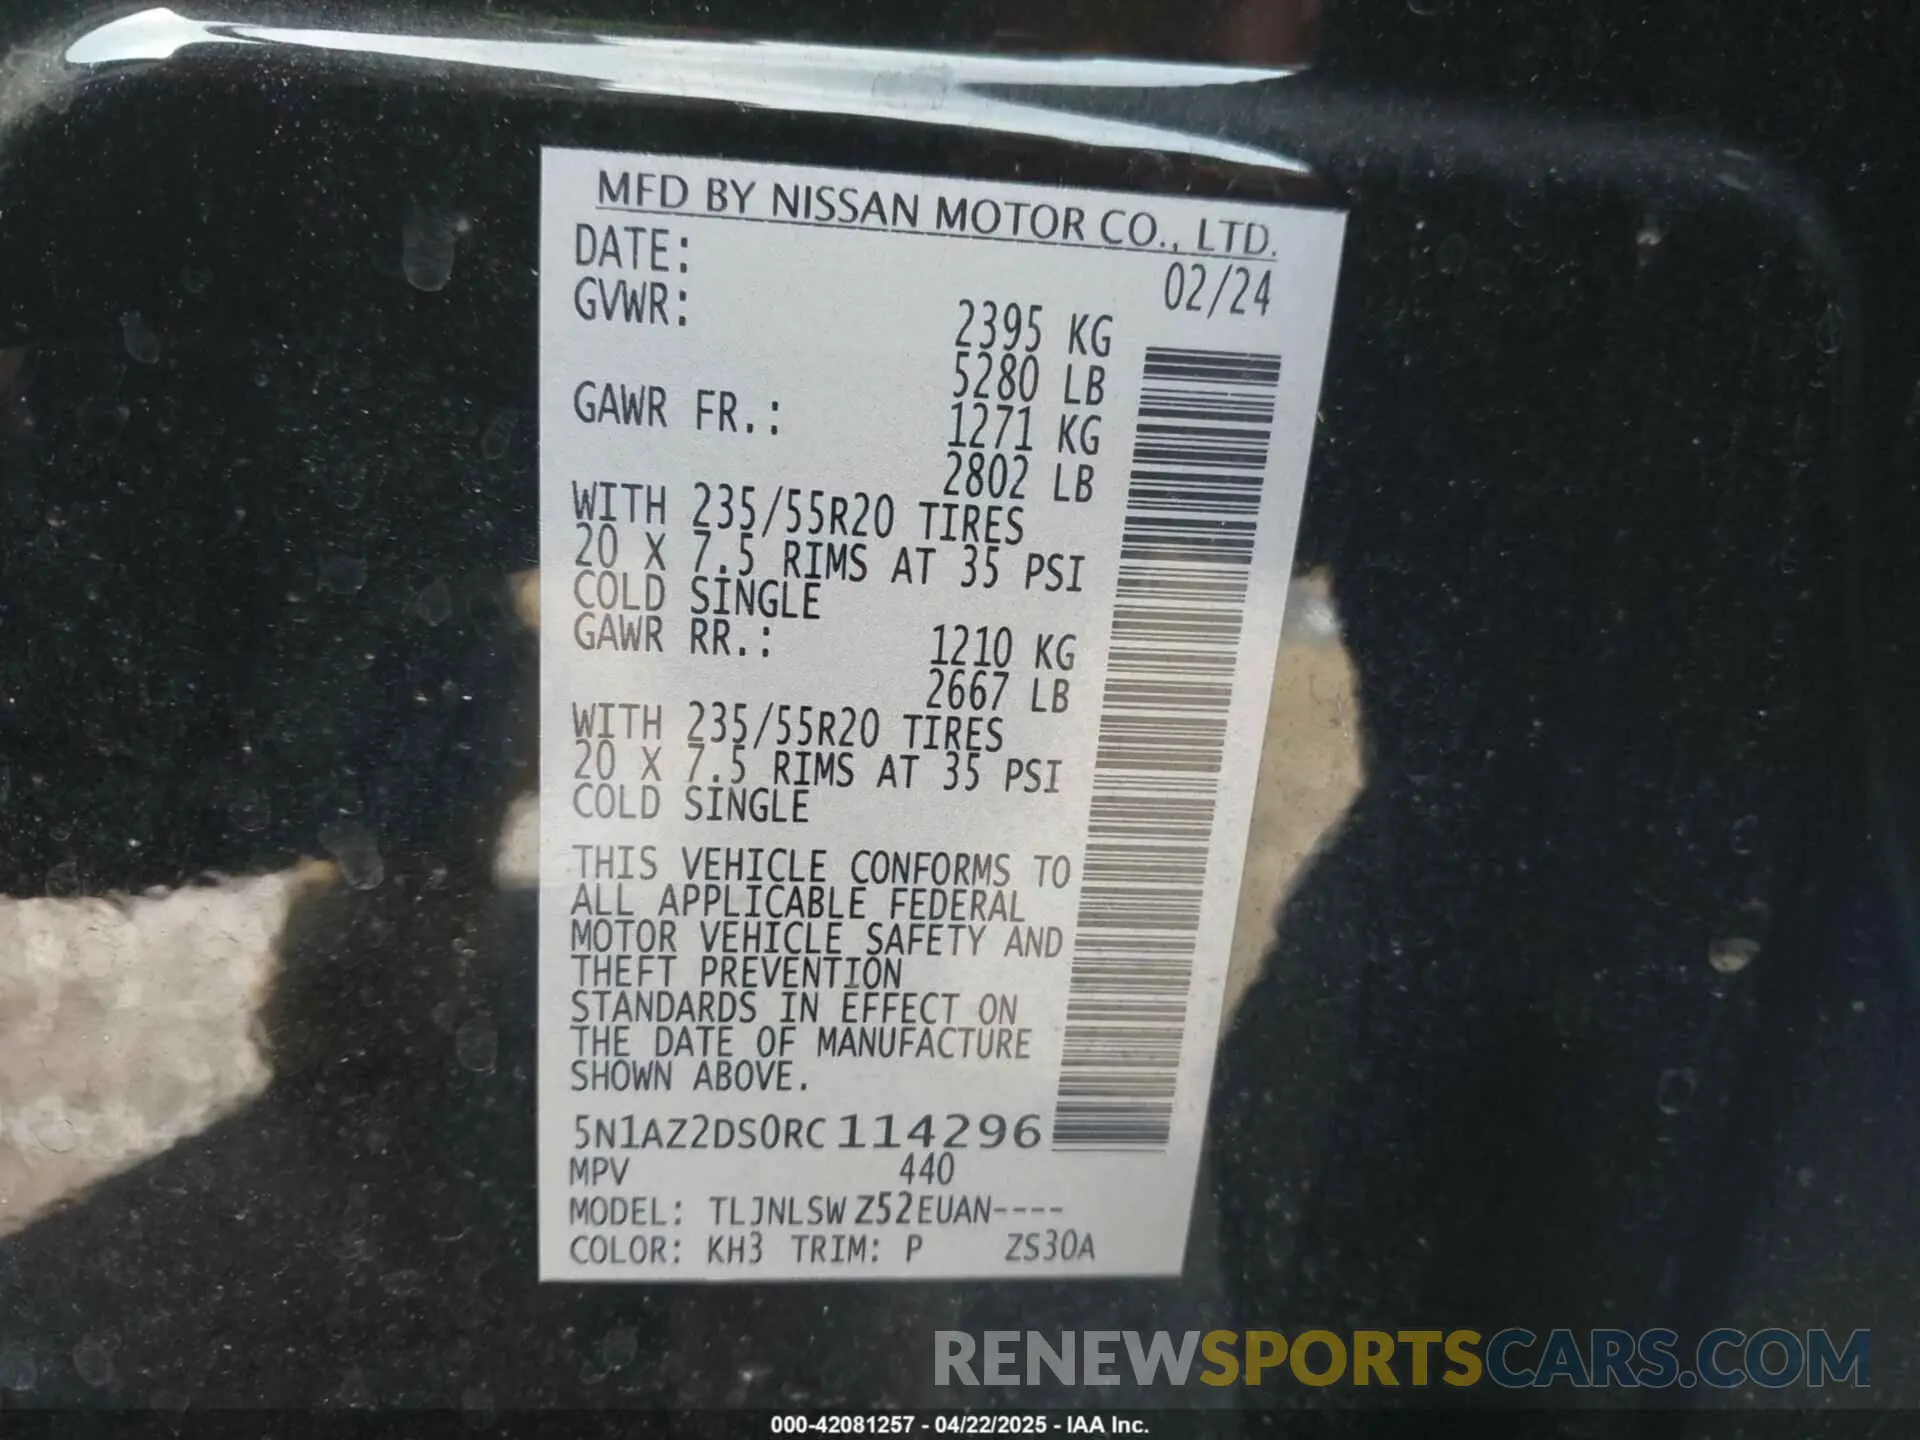 MFD BY NISSAN MOTOR CO., LTD.
DATE: 02/24
GVWR: 2395 KG
5280 LB
GAWR FR.: 1271 KG
2802 LB
WITH 235/55R20 TIRES
20 X 7.5 RIMS AT 35 PSI
COLD SINGLE
GAWR RR.: 1210 KG
2667 LB
WITH 235/55R20 TIRES
20 X 7.5 RIMS AT 35 PSI
COLD SINGLE
THIS VEHICLE CONFORMS TO
ALL APPLICABLE FEDERAL
MOTOR VEHICLE SAFETY AND
THEFT PREVENTION
STANDARDS IN EFFECT ON
THE DATE OF MANUFACTURE
SHOWN ABOVE.
5N1AZ2DS0RC114296
MPV 440
MODEL: TLJNLSWZ52EUAN----
COLOR: KH3 TRIM: P ZS30A
RENEWSPORTSCARS.COM
000-42081257 - 04/22/2025 - IAA Inc.